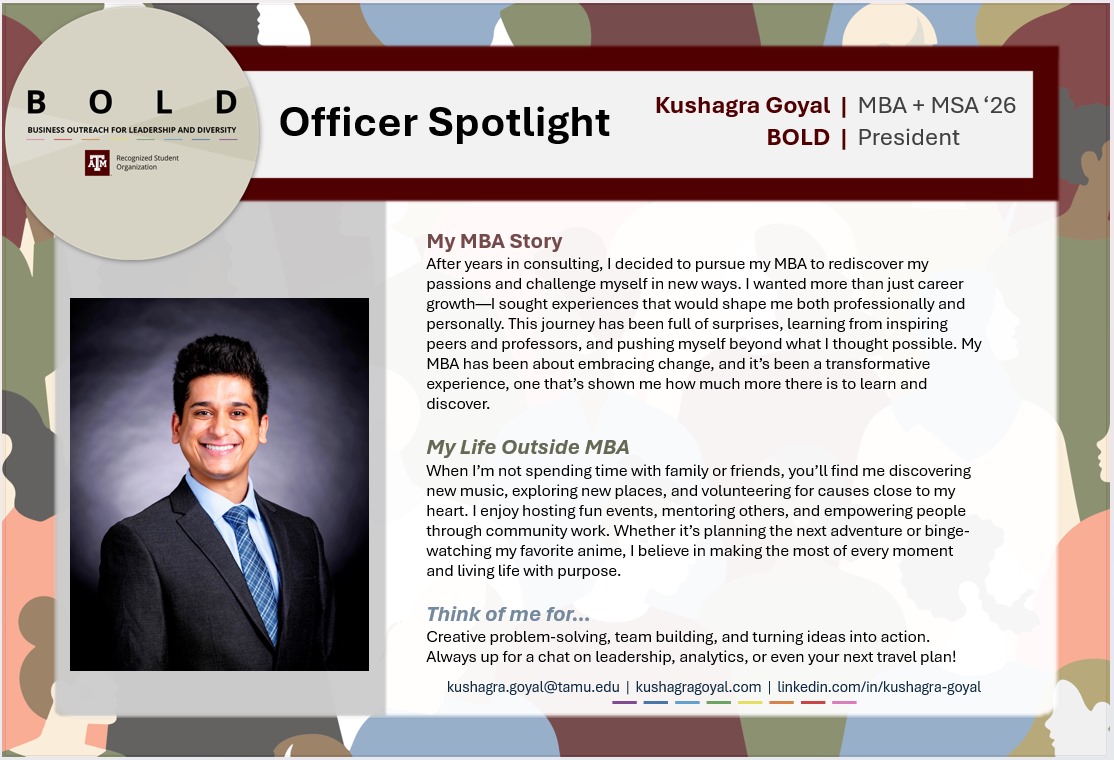 B O L D
BUSINESS OUTREACH FOR LEADERSHIP AND DIVERSITY
ĀTM
Recognized Student
Organization
Officer Spotlight
Kushagra Goyal | MBA + MSA ‘26
BOLD | President
My MBA Story
After years in consulting, I decided to pursue my MBA to rediscover my
passions and challenge myself in new ways. I wanted more than just career
growth—I sought experiences that would shape me both professionally and
personally. This journey has been full of surprises, learning from inspiring
peers and professors, and pushing myself beyond what I thought possible. My
MBA has been about embracing change, and it’s been a transformative
experience, one that’s shown me how much more there is to learn and
discover.
My Life Outside MBA
When I’m not spending time with family or friends, you’ll find me discovering
new music, exploring new places, and volunteering for causes close to my
heart. I enjoy hosting fun events, mentoring others, and empowering people
through community work. Whether it’s planning the next adventure or binge-
watching my favorite anime, I believe in making the most of every moment
and living life with purpose.
Think of me for...
Creative problem-solving, team building, and turning ideas into action.
Always up for a chat on leadership, analytics, or even your next travel plan!
kushagra.goyal@tamu.edu | kushagragoyal.com | linkedin.com/in/kushagra-goyal